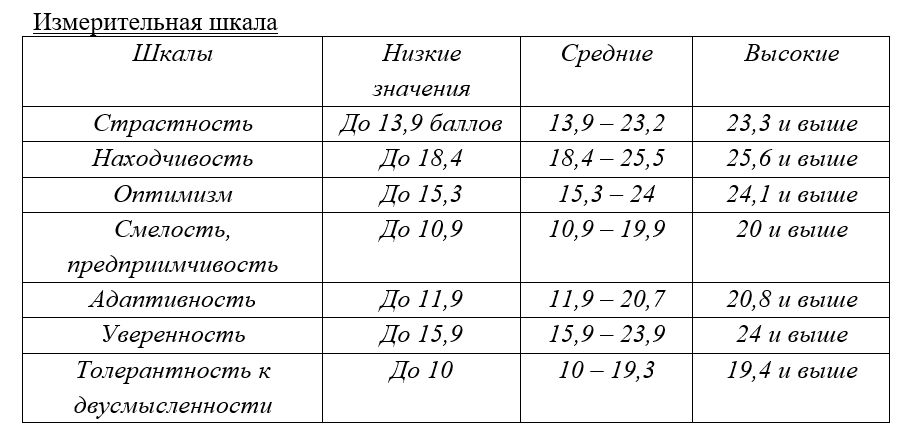 Измерительная шкала
Шкалы Низкие значения Средние Высокие
Страстность До 13,9 баллов 13,9 – 23,2 23,3 и выше
Находчивость До 18,4 18,4 – 25,5 25,6 и выше
Оптимизм До 15,3 15,3 – 24 24,1 и выше
Смелость, предприимчивость До 10,9 10,9 – 19,9 20 и выше
Адаптивность До 11,9 11,9 – 20,7 20,8 и выше
Уверенность До 15,9 15,9 – 23,9 24 и выше
Толерантность к двусмысленности До 10 10 – 19,3 19,4 и выше